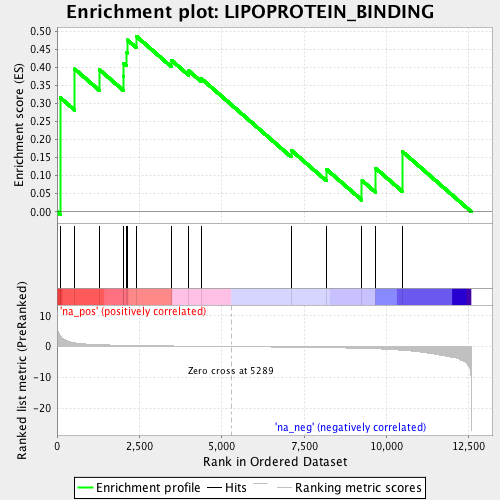 Enrichment plot: LIPOPROTEIN_BINDING
Enrichment score (ES)
0.50
0.45
0.40
0.35
0.30
0.25
0.20
0.15
0.10
0.05
0.00
'na_pos' (positively correlated)
Ranked list metric (PreRanked)
10
5
0
-5
-10
-20
Zero cross at 5289
'na_neg' (negatively correlated)
0
2,500
5,000
7,500
10,000
12,500
Rank in Ordered Dataset
Enrichment profile
Hits
Ranking metric scores